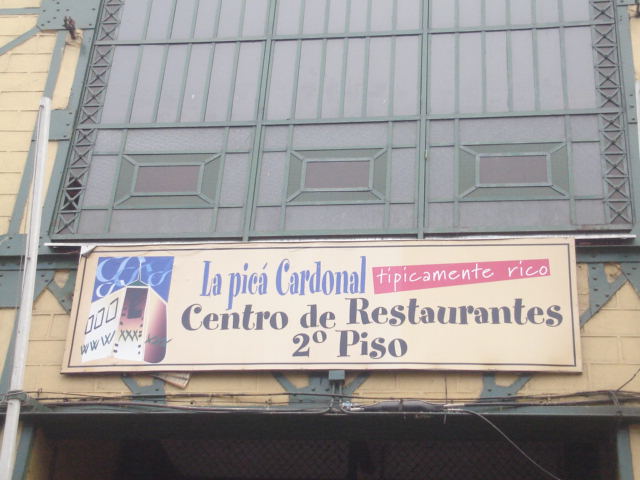 La picá Cardonal típicamente rico
Centro de Restaurantes
2º Piso